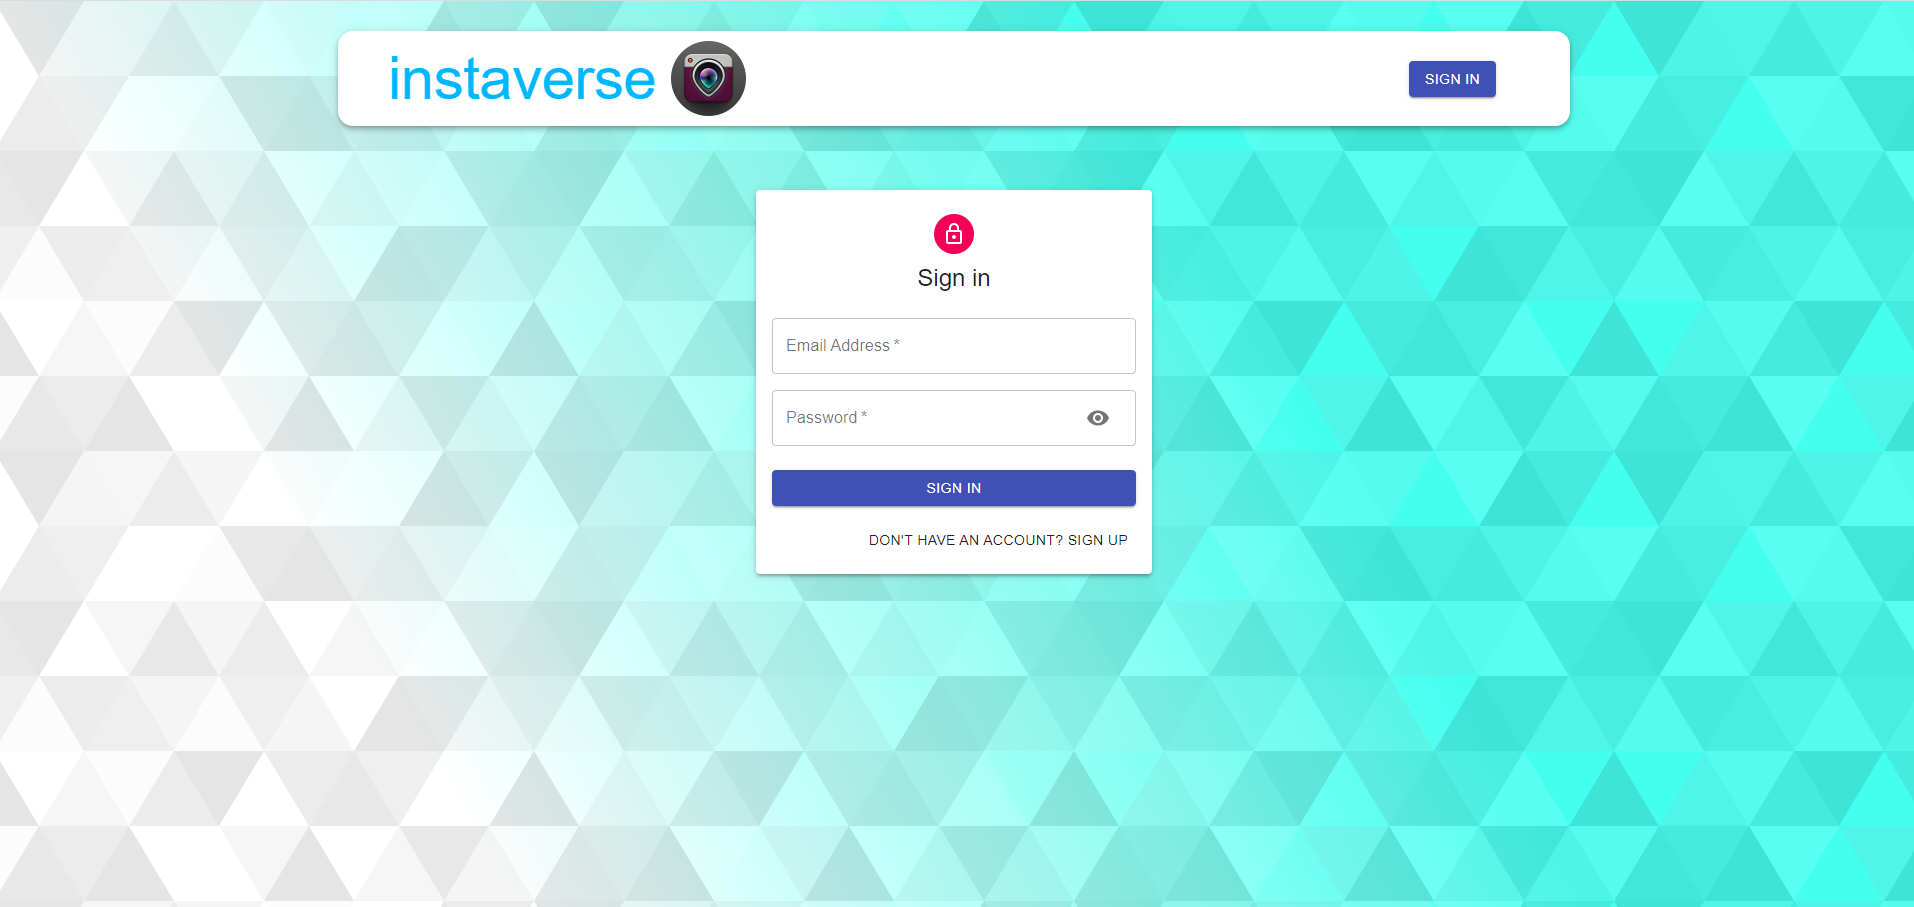 instaverse
SIGN IN
Sign in
Email Address *
Password *
SIGN IN
DON'T HAVE AN ACCOUNT? SIGN UP